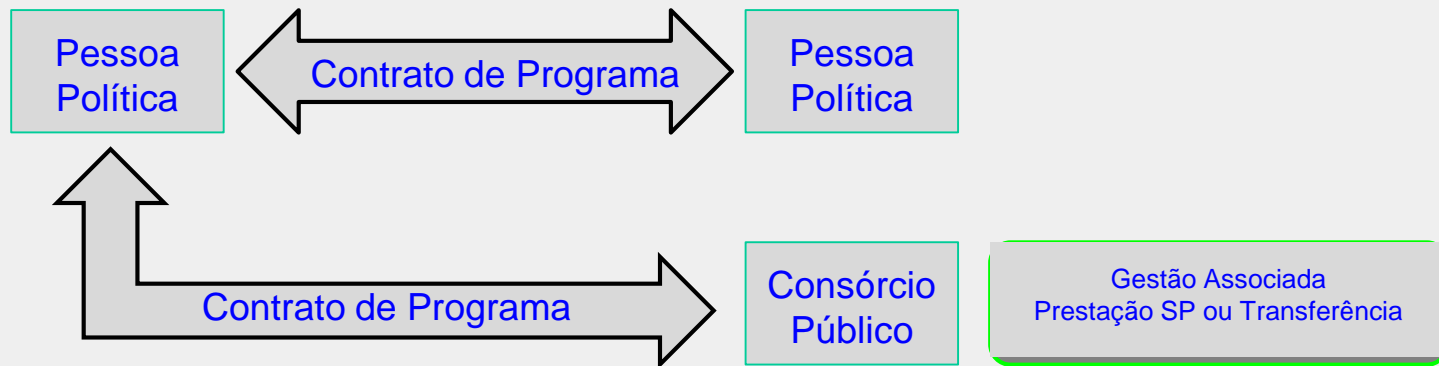 Pessoa
Política
Contrato de Programa
Pessoa
Política
Contrato de Programa
Consórcio
Público
Gestão Associada
Prestação SP ou Transferência